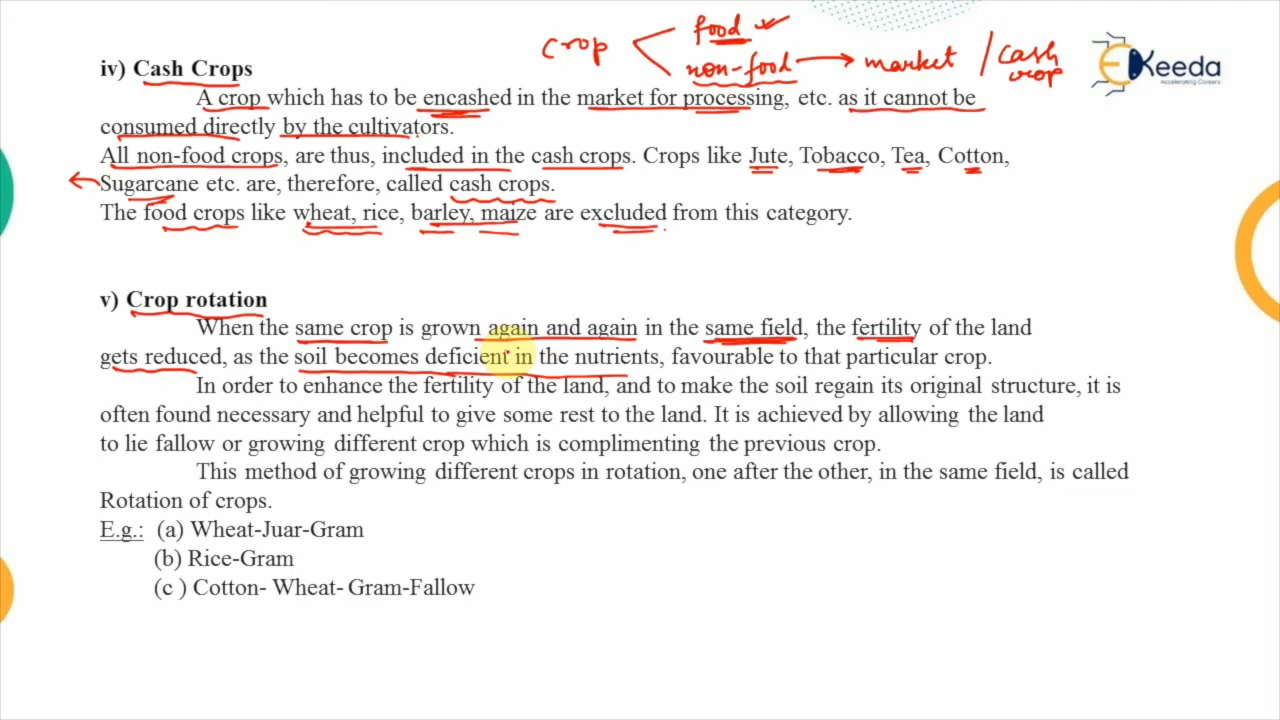 crop
food
non-food
market / cash crop
EKeeda
Accelerating Careers
iv) Cash Crops
A crop which has to be encashed in the market for processing, etc. as it cannot be
consumed directly by the cultivators.
All non-food crops, are thus, included in the cash crops. Crops like Jute, Tobacco, Tea, Cotton,
Sugarcane etc. are, therefore, called cash crops.
The food crops like wheat, rice, barley, maize are excluded from this category.
v) Crop rotation
When the same crop is grown again and again in the same field, the fertility of the land
gets reduced, as the soil becomes deficient in the nutrients, favourable to that particular crop.
In order to enhance the fertility of the land, and to make the soil regain its original structure, it is
often found necessary and helpful to give some rest to the land. It is achieved by allowing the land
to lie fallow or growing different crop which is complimenting the previous crop.
This method of growing different crops in rotation, one after the other, in the same field, is called
Rotation of crops.
E.g.: (a) Wheat-Juar-Gram
(b) Rice-Gram
(c ) Cotton- Wheat- Gram-Fallow